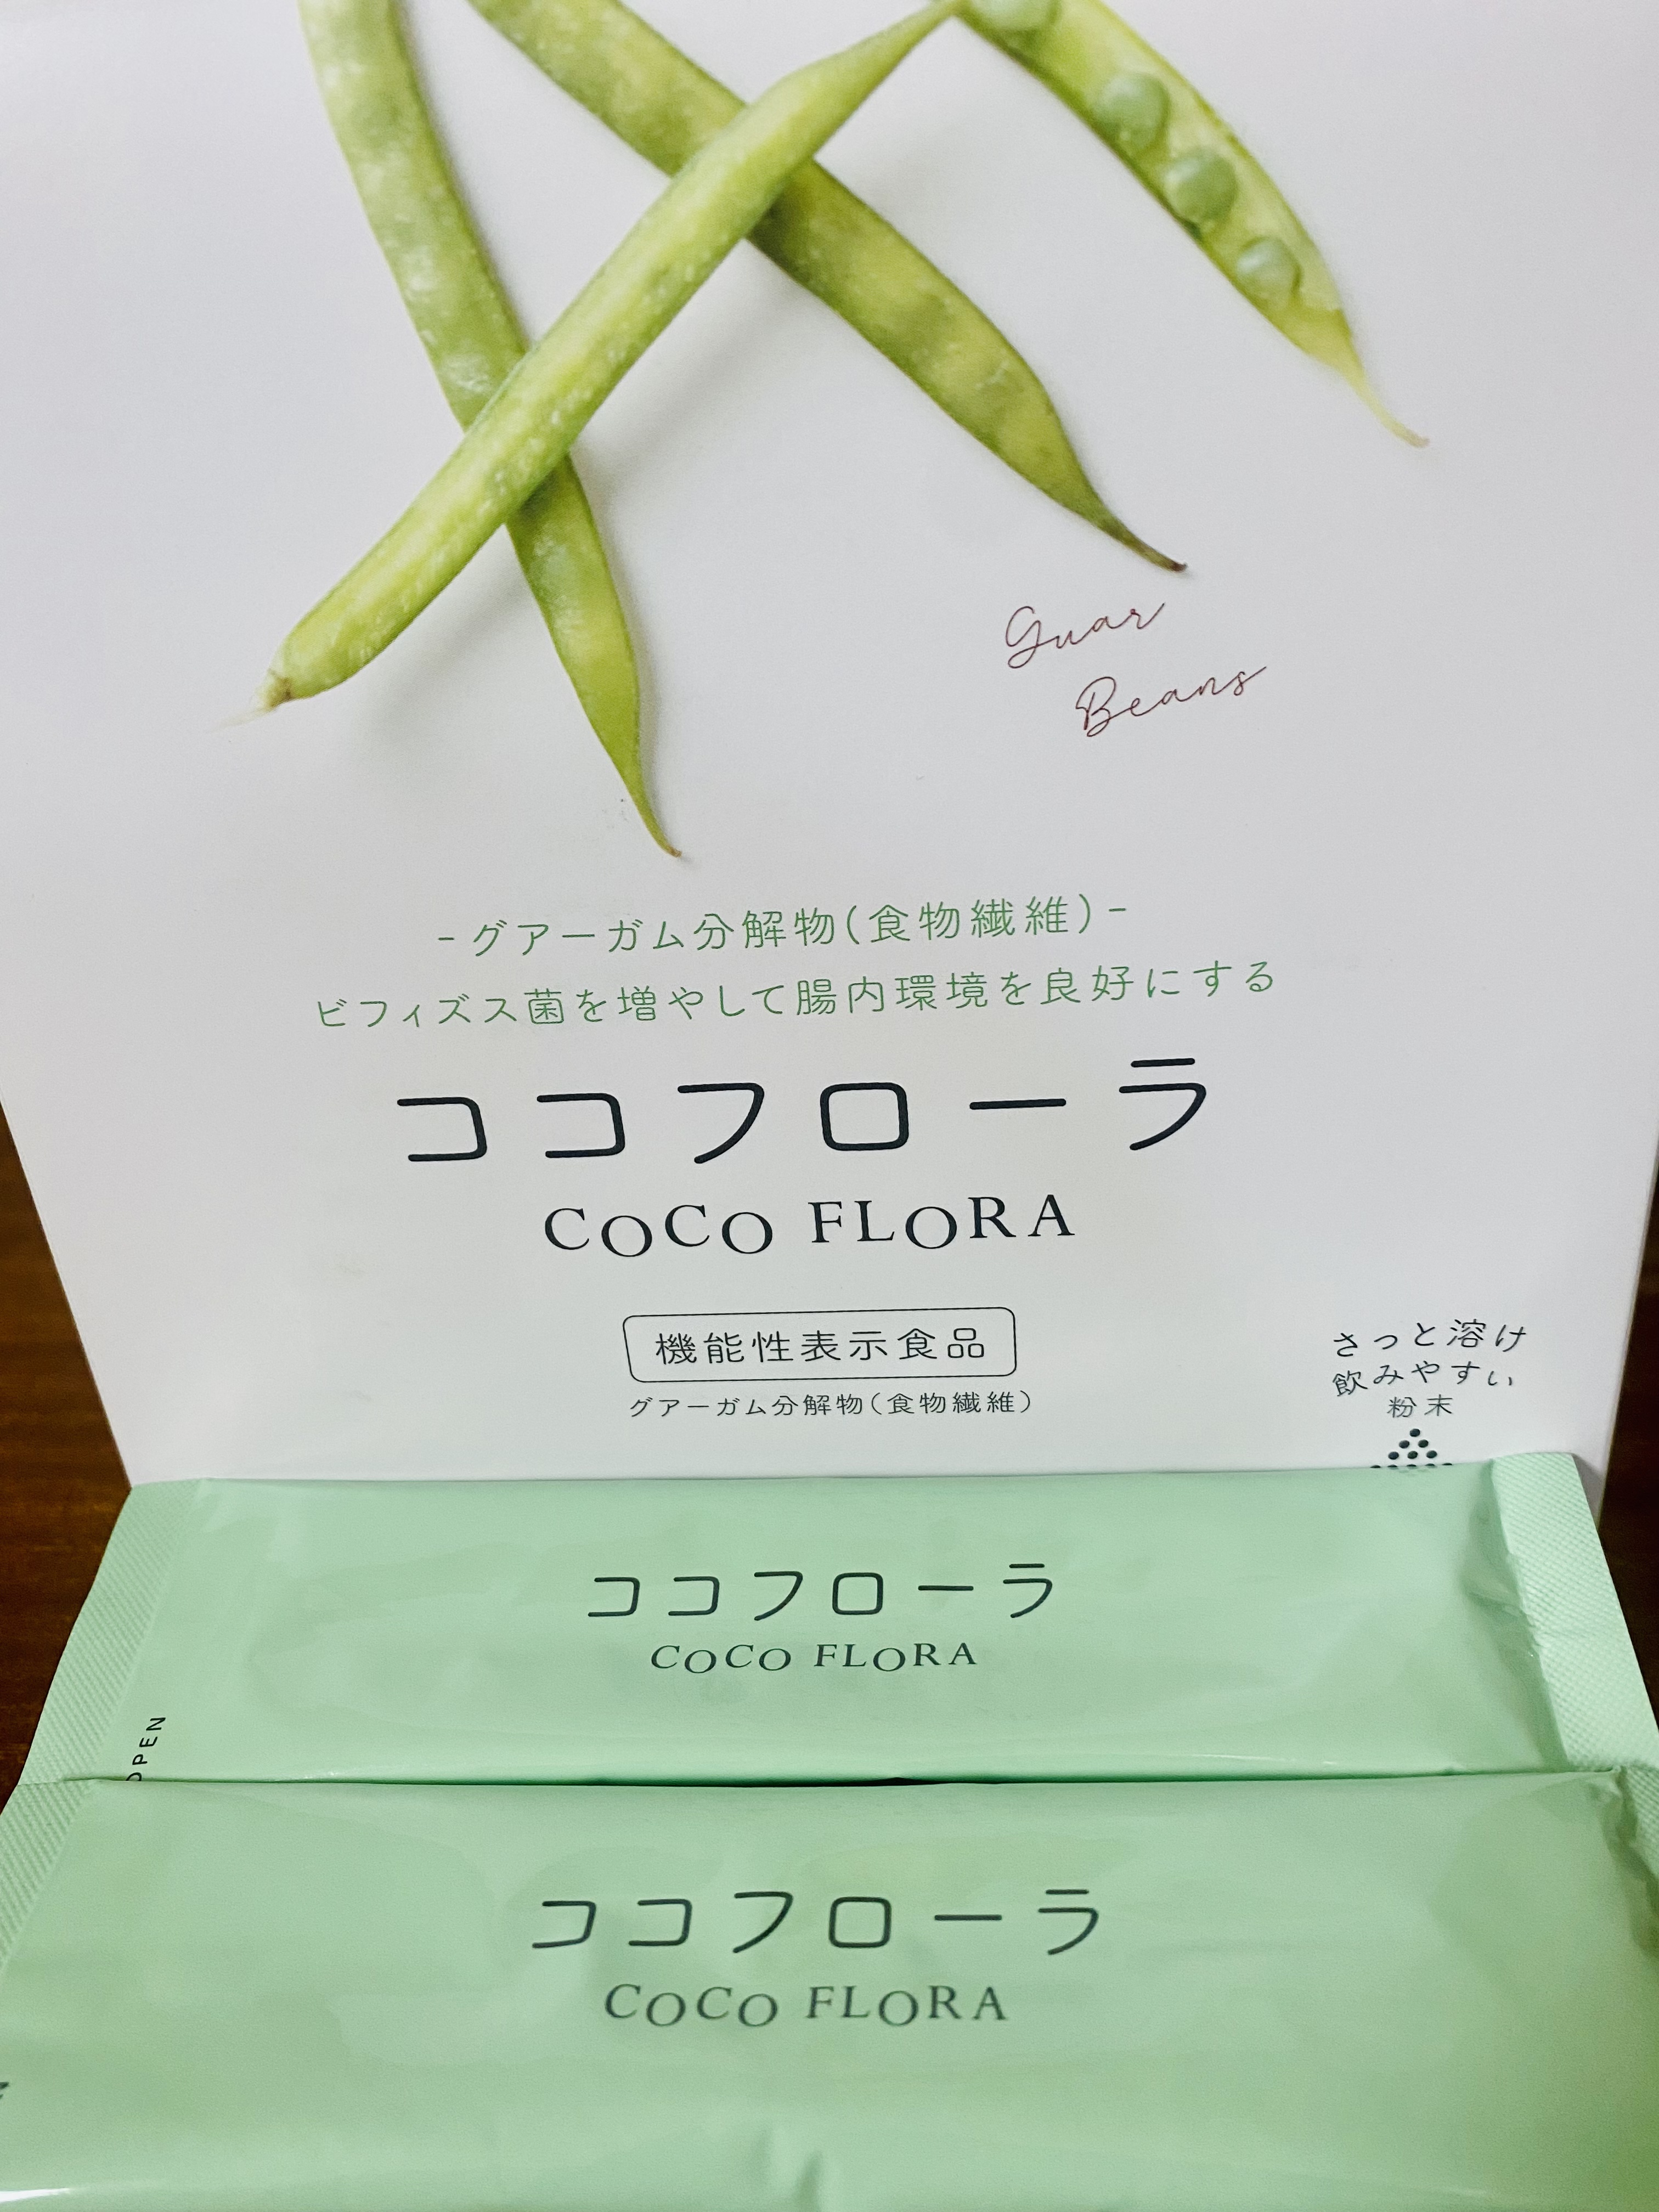 Guar
Beans
-グアーガム分解物(食物繊維)-
ビフィズス菌を増やして腸内環境を良好にする
ココフローラ
COCO FLORA
機能性表示食品
グアーガム分解物(食物繊維)
さっと溶け
飲みやすい
粉末
ココフローラ
COCO FLORA
OPEN
ココフローラ
COCO FLORA